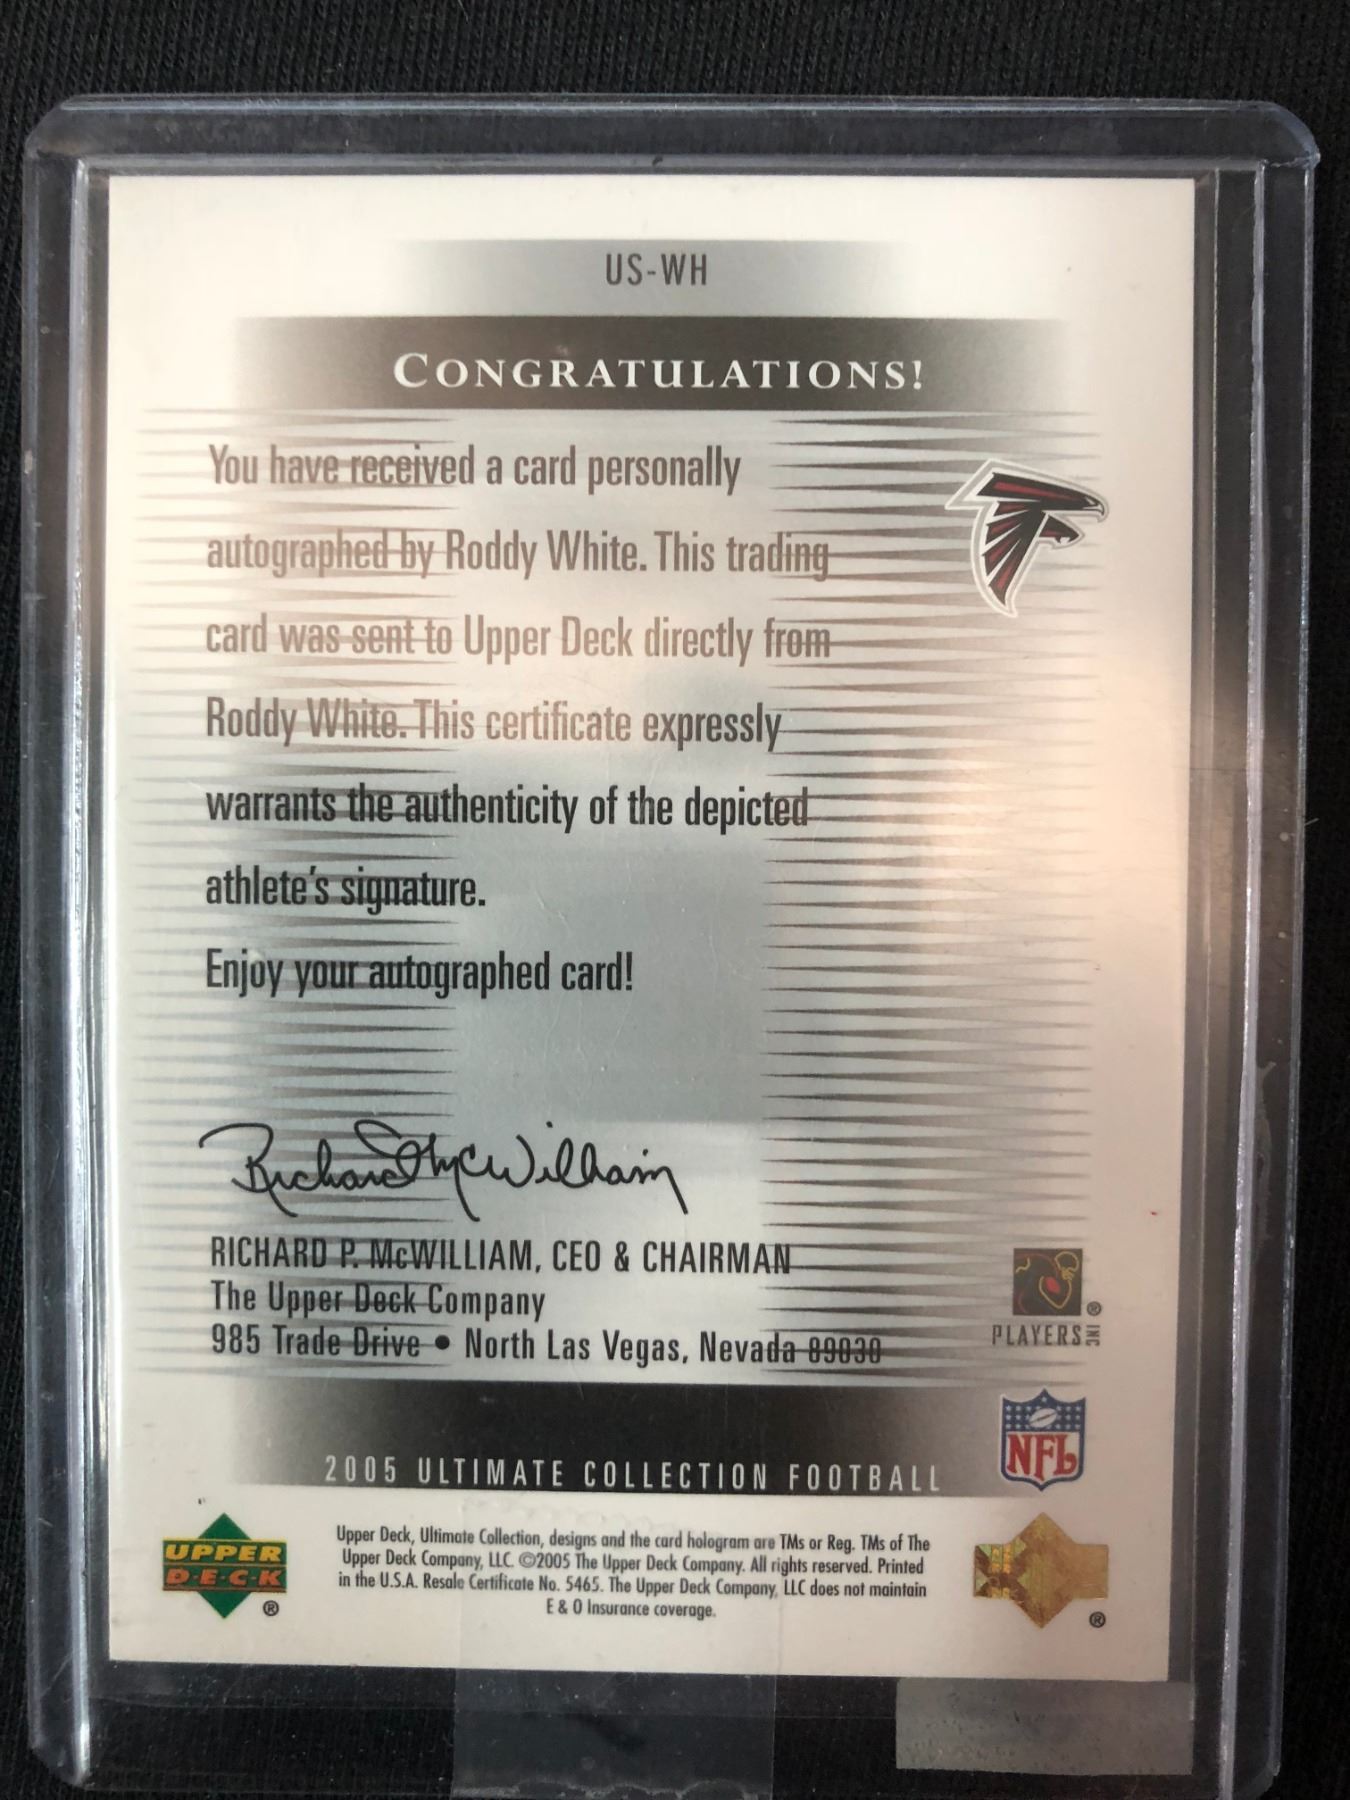 US-WH
CONGRATULATIONS!
You have received a card personally
autographed by Roddy White. This trading
card was sent to Upper Deck directly from
Roddy White. This certificate expressly
warrants the authenticity of the depicted
athlete's signature.
Enjoy your autographed card!
Richard McWilliam
RICHARD P. McWILLIAM, CEO & CHAIRMAN
The Upper Deck Company
985 Trade Drive • North Las Vegas, Nevada 89030
PLAYERS INC ®
NFL
2005 ULTIMATE COLLECTION FOOTBALL
UPPER
D·E·C·K
®
Upper Deck, Ultimate Collection, designs and the card hologram are TMs or Reg. TMs of The
Upper Deck Company, LLC. ©2005 The Upper Deck Company. All rights reserved. Printed
in the U.S.A. Resale Certificate No. 5465. The Upper Deck Company, LLC does not maintain
E & O Insurance coverage.
®